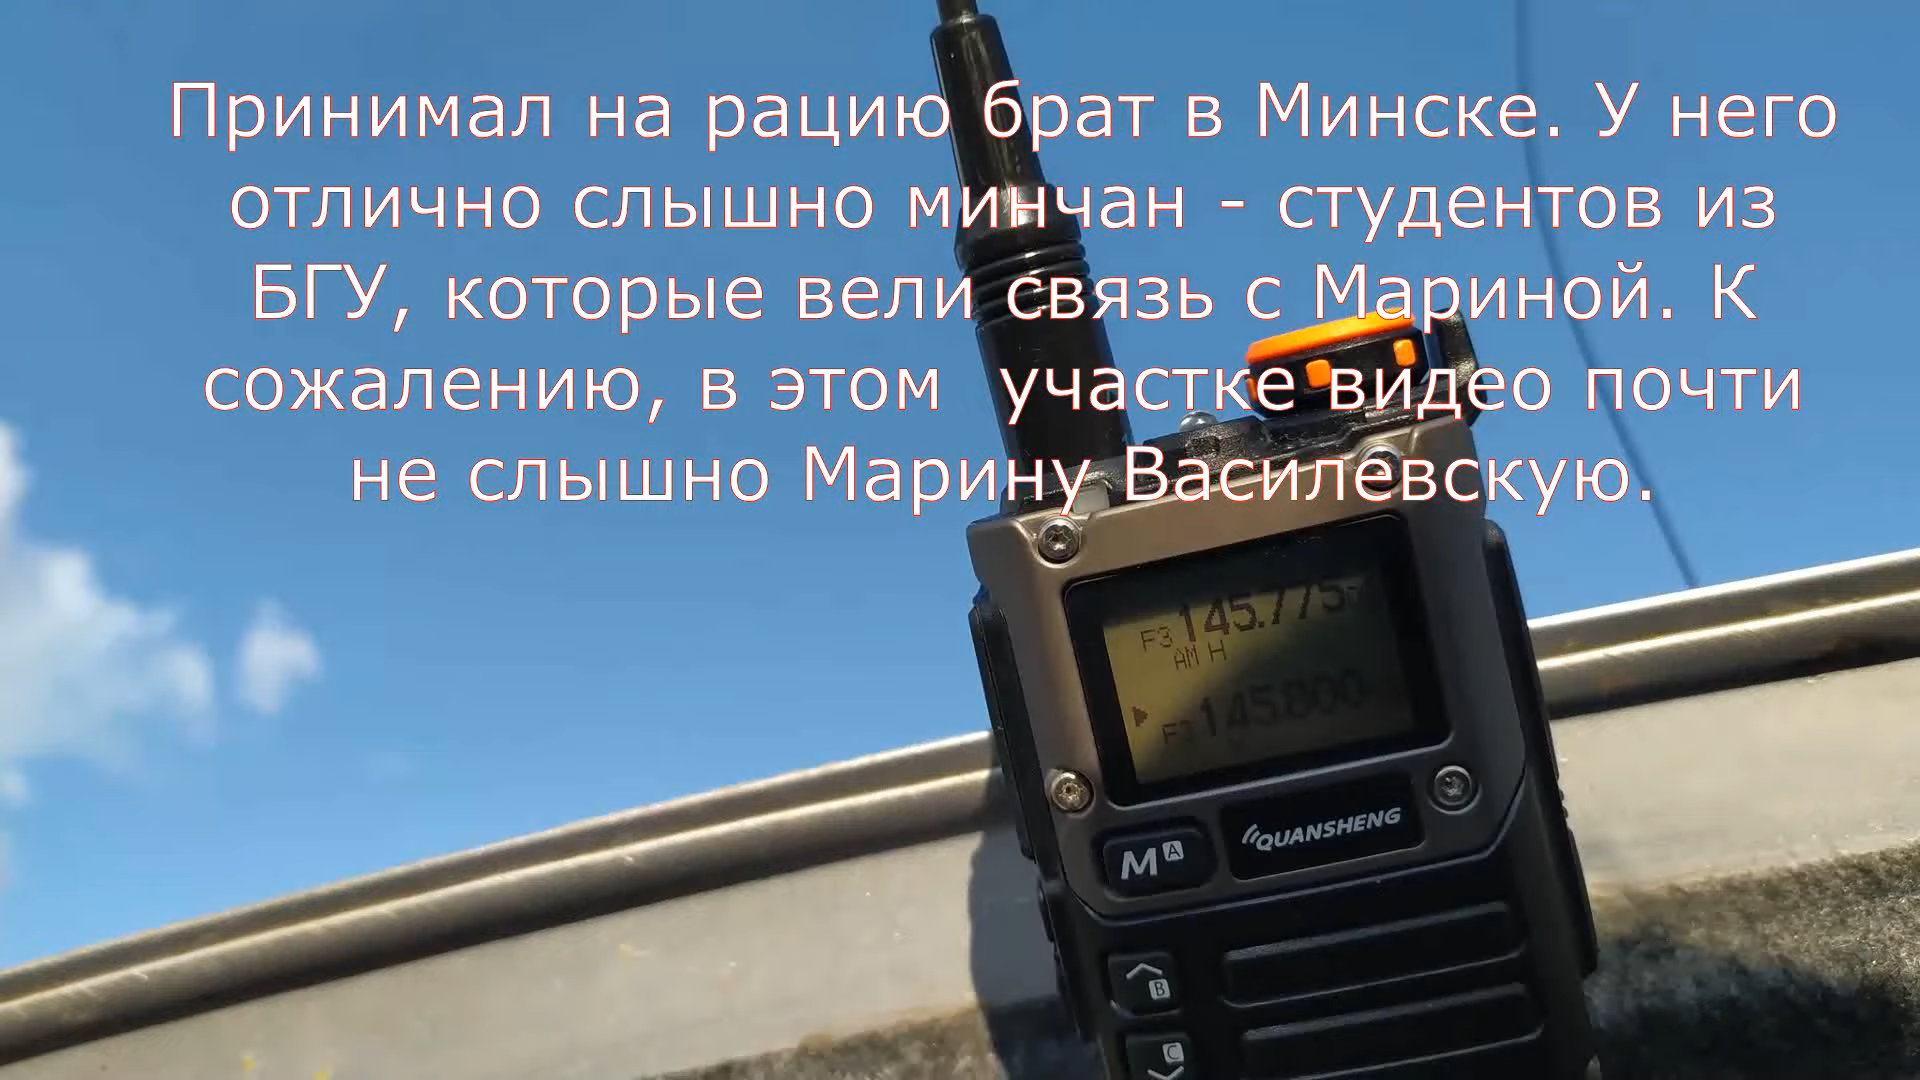 Принимал на рацию брат в Минске. У него
отлично слышно минчан - студентов из
БГУ, которые вели связь с Мариной. К
сожалению, в этом  участке видео почти
не слышно Марину Василевскую.
F3 145.775-
AM H
F3 145.800
QUANSHENG
M A
B
C